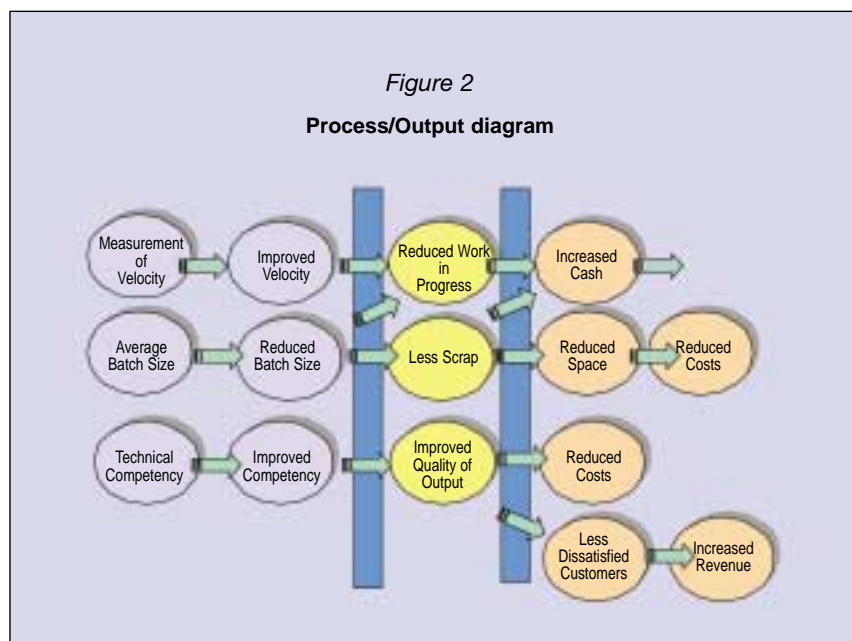 Figure 2
Process/Output diagram
Measurement
of
Velocity
Improved
Velocity
Reduced Work
in
Progress
Increased
Cash
Average
Batch Size
Reduced
Batch Size
Less Scrap
Reduced
Space
Reduced
Costs
Technical
Competency
Improved
Competency
Improved
Quality of
Output
Reduced
Costs
Less
Dissatisfied
Customers
Increased
Revenue